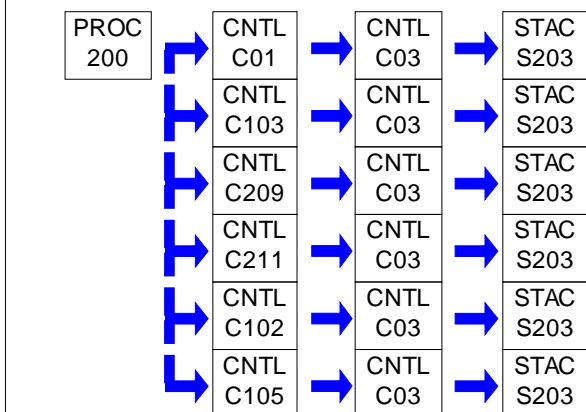 PROC CNTL CNTL STAC
200 C01 C03 S203
CNTL CNTL STAC
C103 C03 S203
CNTL CNTL STAC
C209 C03 S203
CNTL CNTL STAC
C211 C03 S203
CNTL CNTL STAC
C102 C03 S203
CNTL CNTL STAC
C105 C03 S203